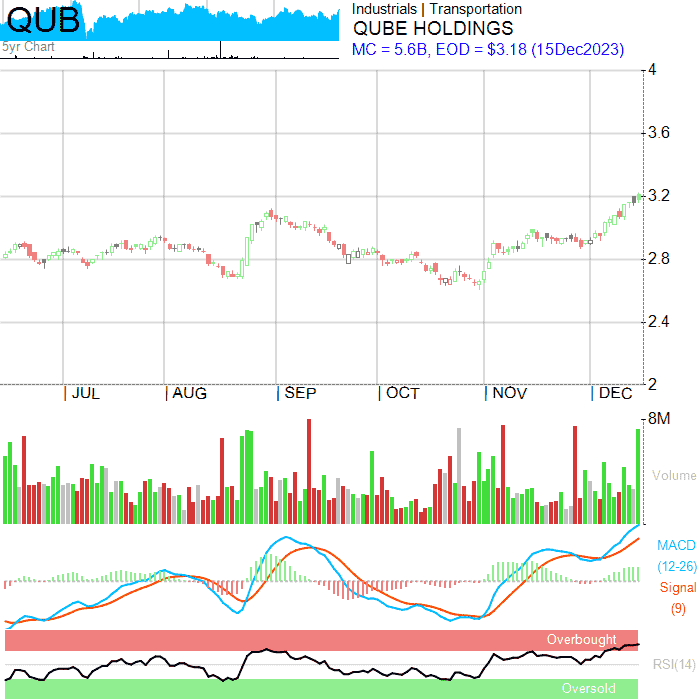 QUB
5yr Chart
Industrials | Transportation
QUBE HOLDINGS
MC = 5.6B, EOD = $3.18 (15Dec2023)
4
3.6
3.2
2.8
2.4
2
JUL
AUG
SEP
OCT
NOV
DEC
8M
Volume
MACD
(12-26)
Signal
(9)
Overbought
RSI(14)
Oversold